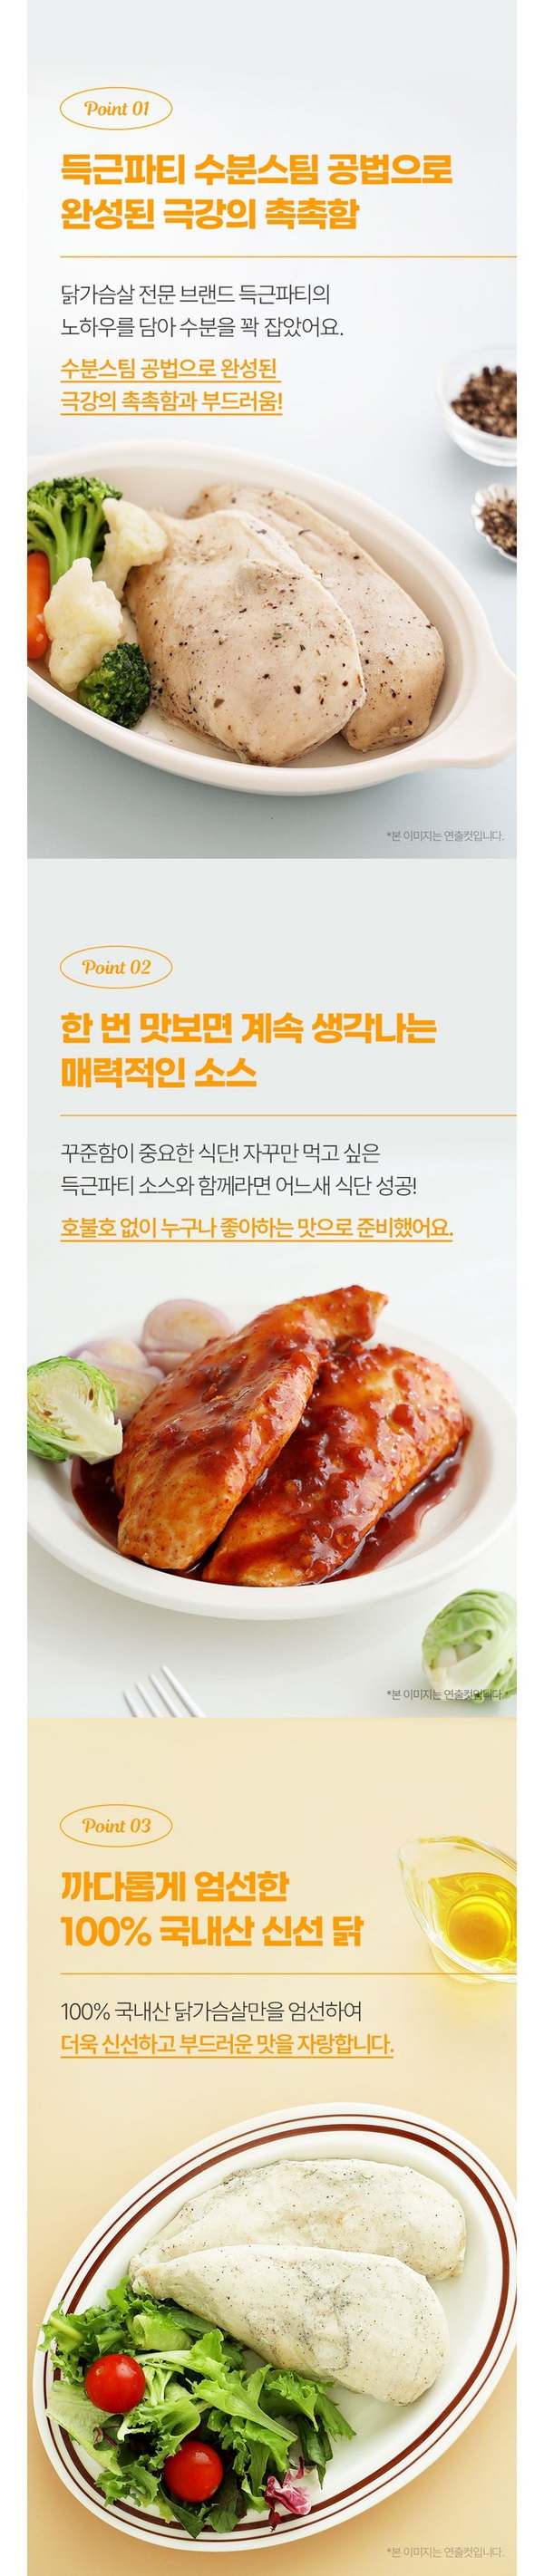 Point 01
득근파티 수분스팀 공법으로
완성된 극강의 촉촉함
닭가슴살 전문 브랜드 득근파티의
노하우를 담아 수분을 꽉 잡았어요.
수분스팀 공법으로 완성된
극강의 촉촉함과 부드러움!
*본 이미지는 연출컷입니다.
Point 02
한 번 맛보면 계속 생각나는
매력적인 소스
꾸준함이 중요한 식단! 자꾸만 먹고 싶은
득근파티 소스와 함께라면 어느새 식단 성공!
호불호 없이 누구나 좋아하는 맛으로 준비했어요.
*본 이미지는 연출컷입니다.
Point 03
까다롭게 엄선한
100% 국내산 신선 닭
100% 국내산 닭가슴살만을 엄선하여
더욱 신선하고 부드러운 맛을 자랑합니다.
*본 이미지는 연출컷입니다.